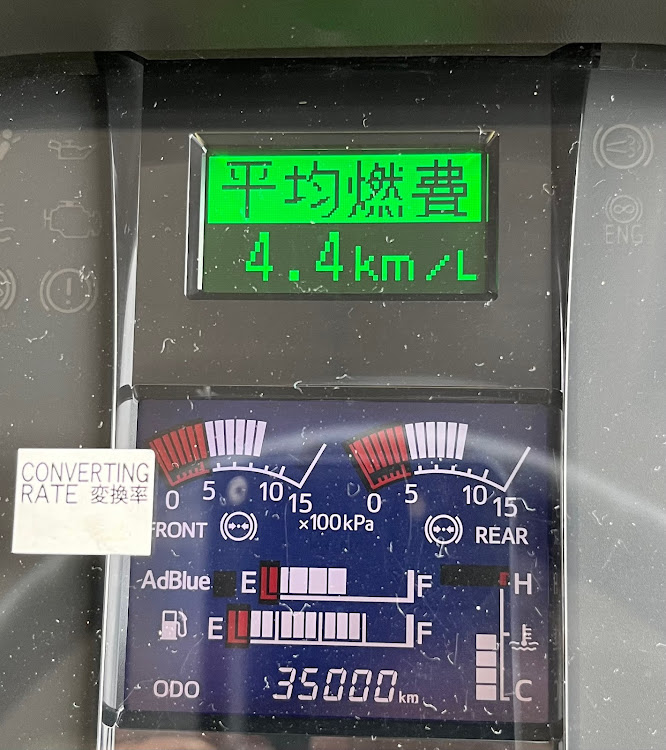 平均燃費
4.4km/L
ENG
CONVERTING
RATE 変換率
0 5 10 15
0 5 10 15
FRONT ×100kPa REAR
AdBlue E F H
E F
ODO 35000km C